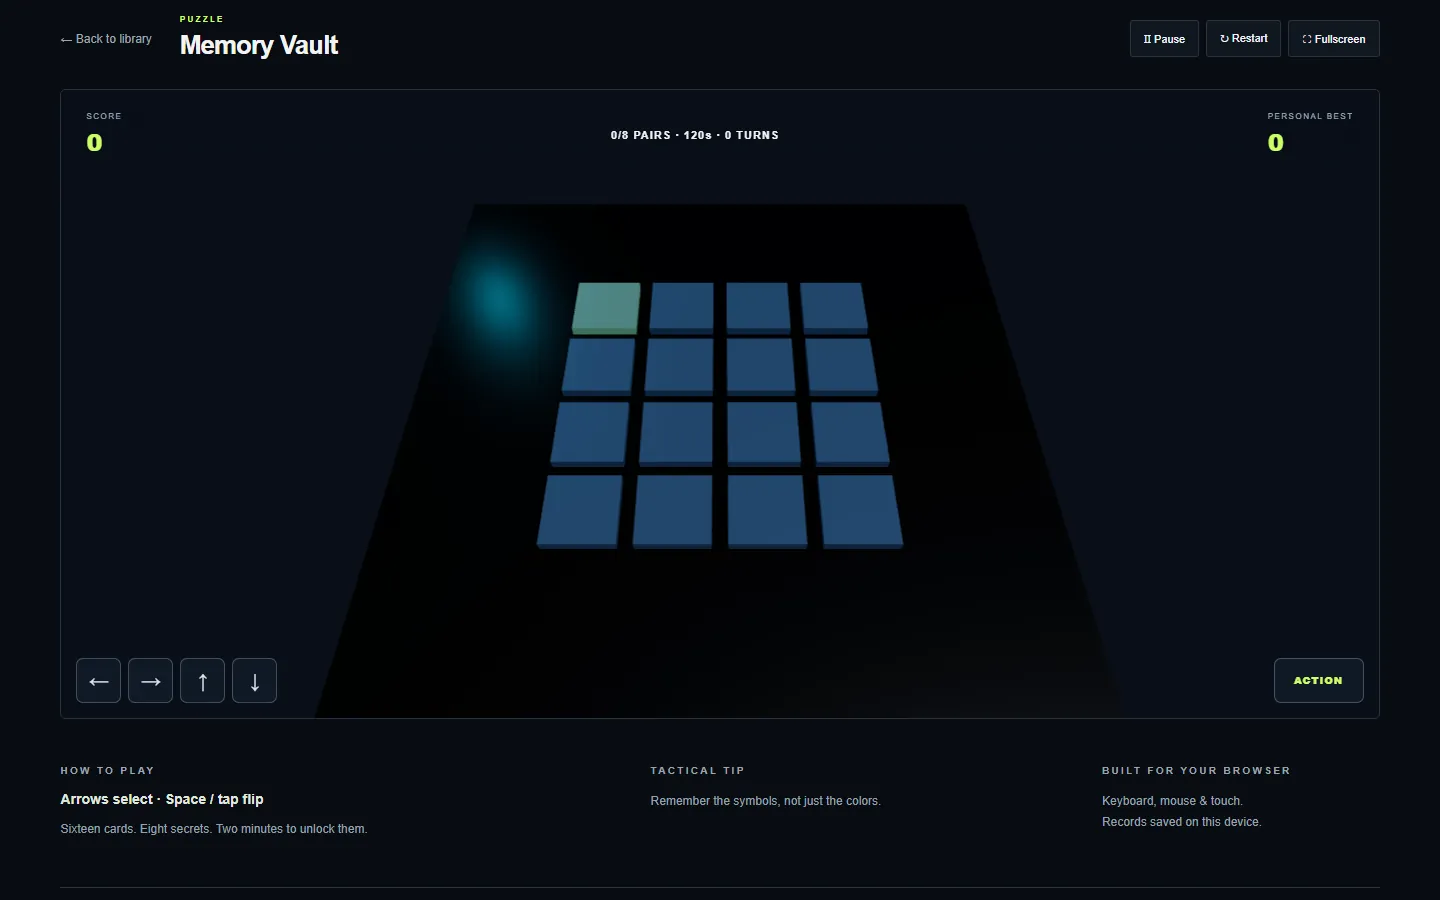 ← Back to library
PUZZLE
Memory Vault
II Pause
↻ Restart
⛶ Fullscreen
SCORE
0
0/8 PAIRS · 120s · 0 TURNS
PERSONAL BEST
0
← → ↑ ↓
ACTION
HOW TO PLAY
Arrows select · Space / tap flip
Sixteen cards. Eight secrets. Two minutes to unlock them.
TACTICAL TIP
Remember the symbols, not just the colors.
BUILT FOR YOUR BROWSER
Keyboard, mouse & touch.
Records saved on this device.